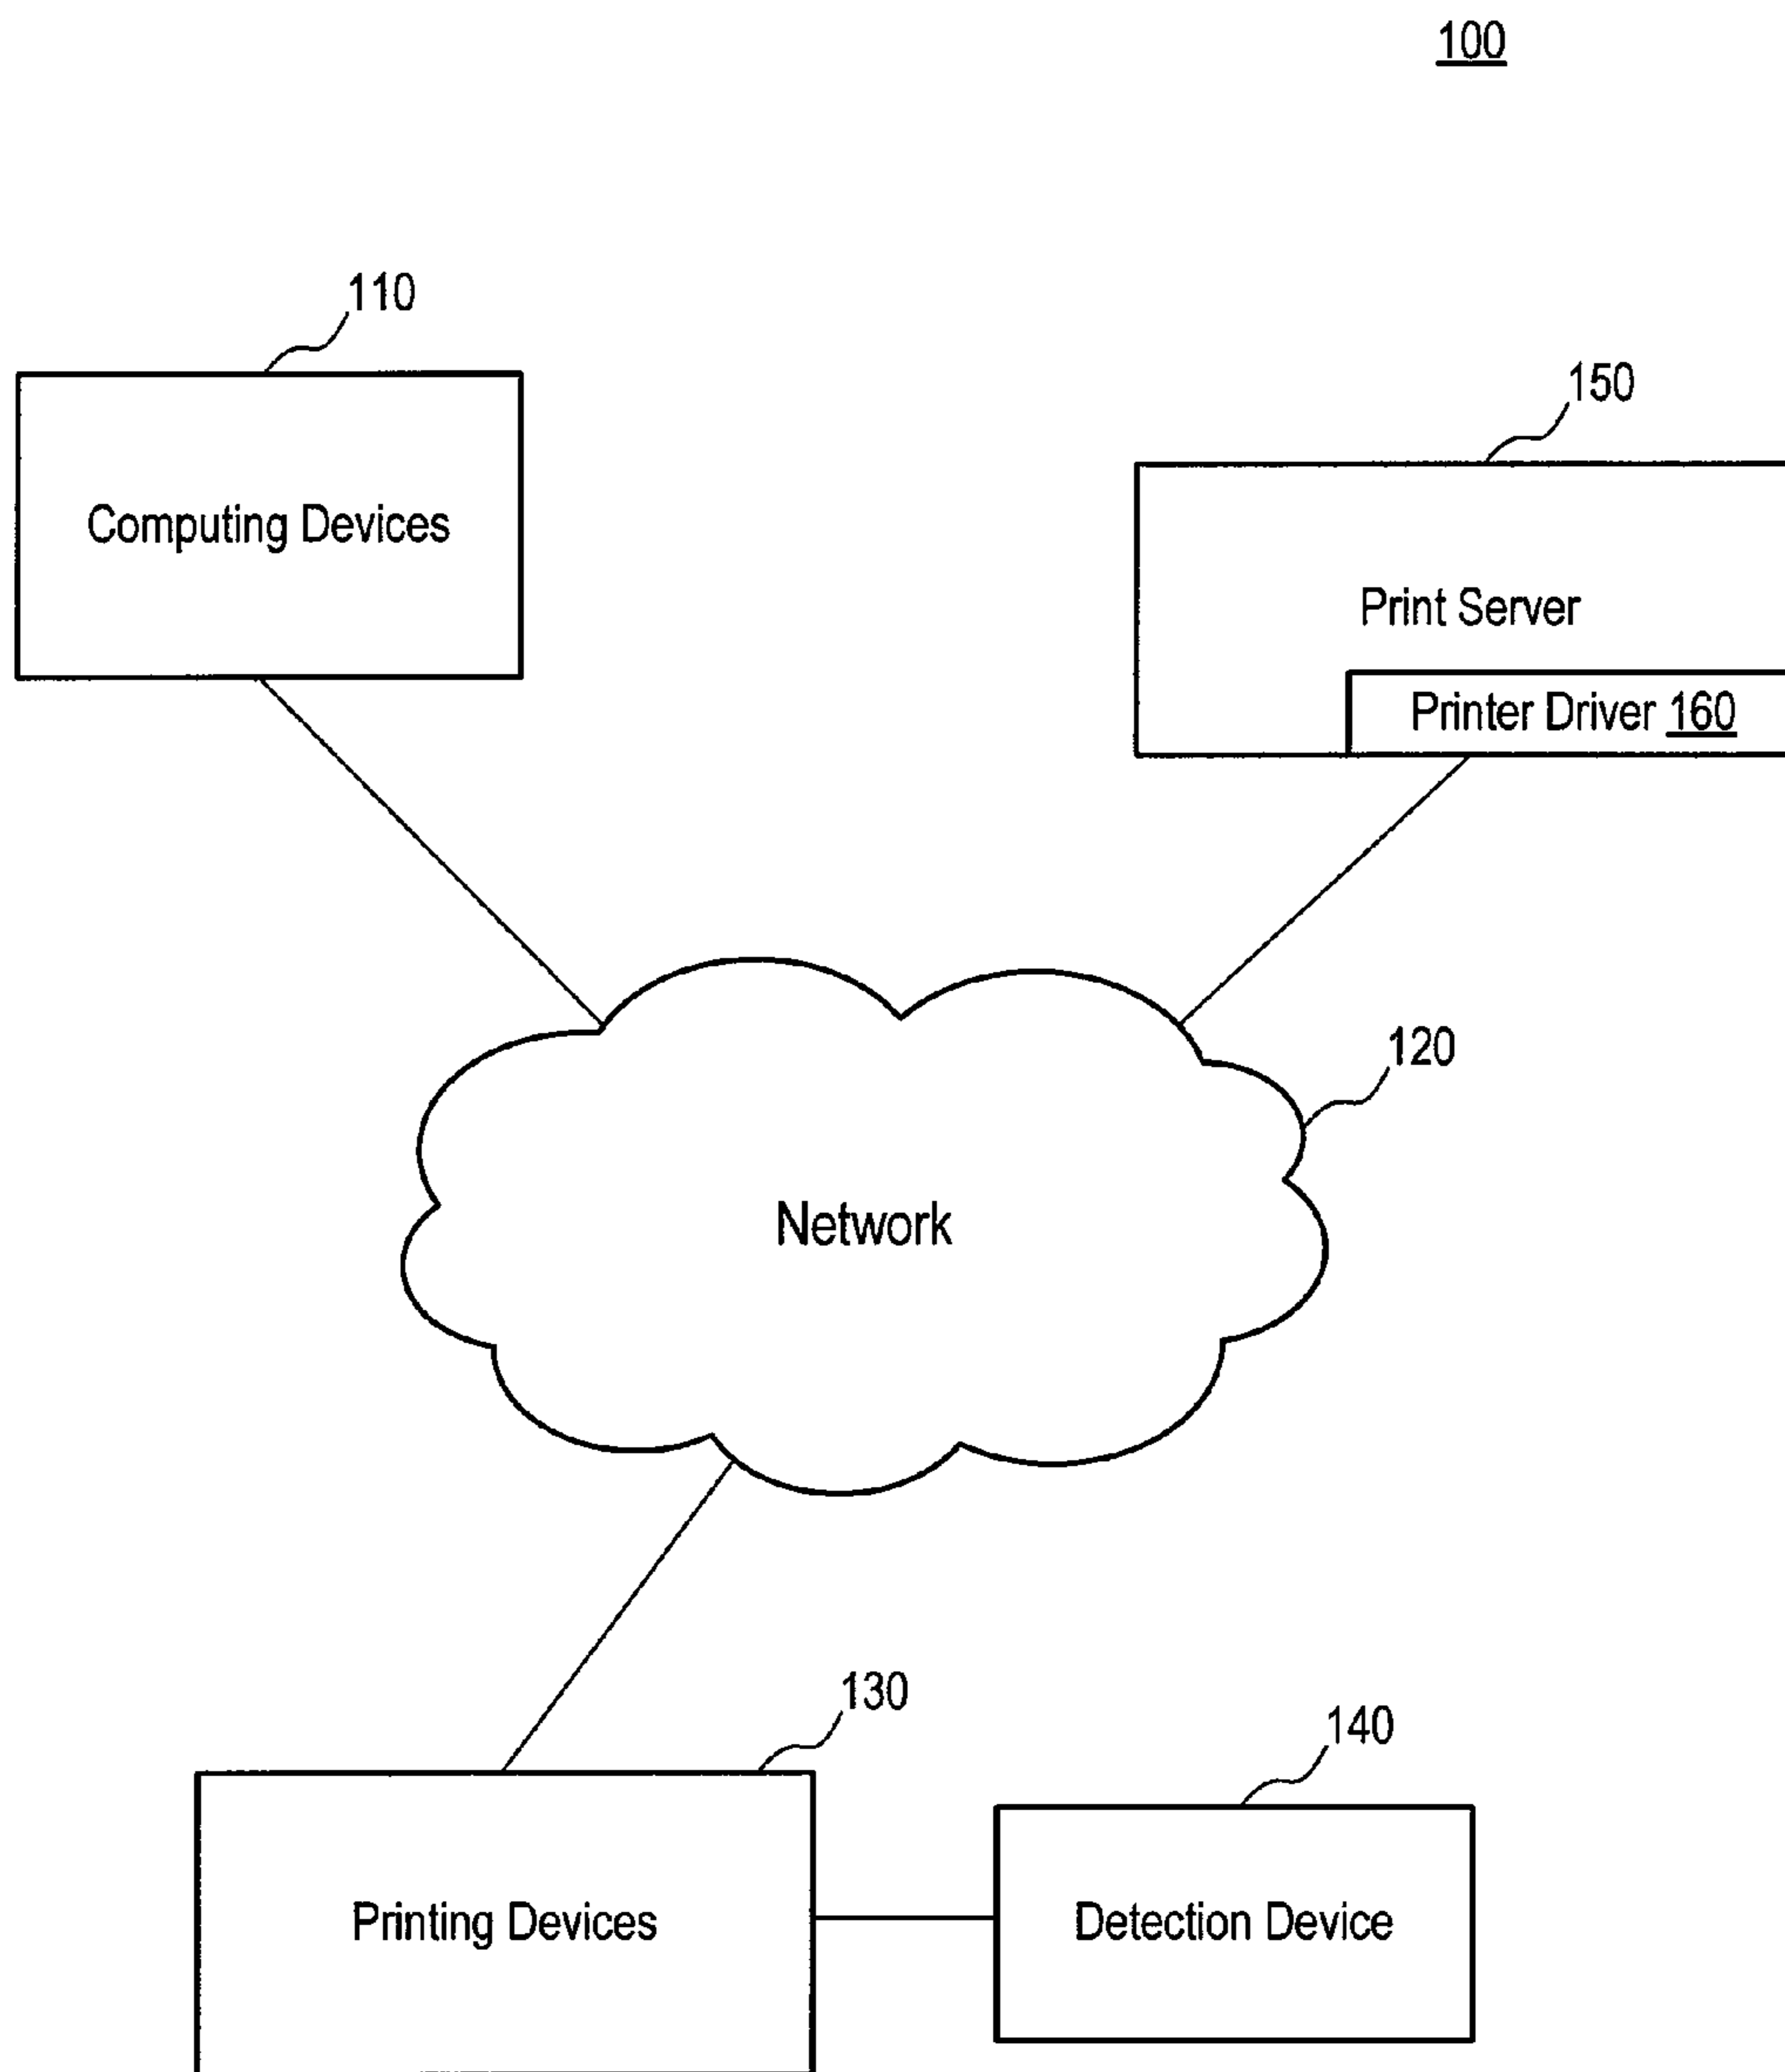 100
110
Computing Devices
150
Print Server
Printer Driver 160
120
Network
130
140
Printing Devices
Detection Device